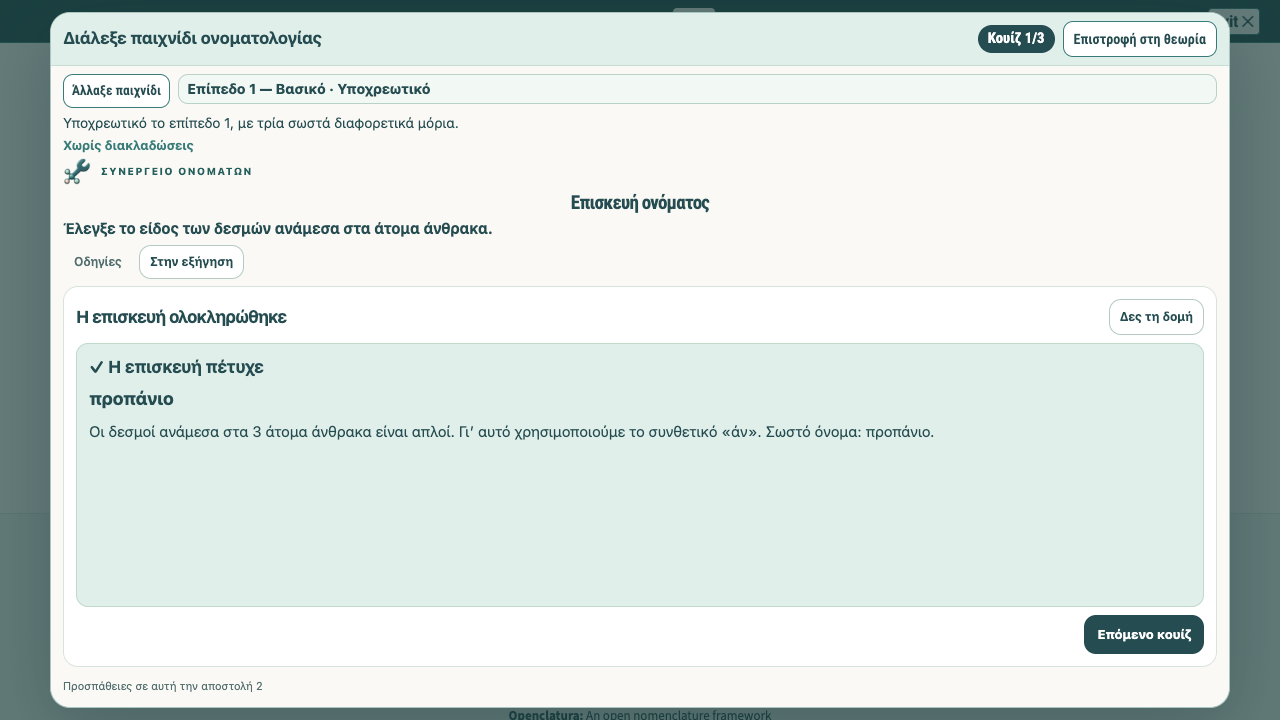 Διάλεξε παιχνίδι ονοματολογίας
Κουίζ 1/3
Επιστροφή στη θεωρία
Άλλαξε παιχνίδι
Επίπεδο 1 — Βασικό · Υποχρεωτικό
Υποχρεωτικό το επίπεδο 1, με τρία σωστά διαφορετικά μόρια.
Χωρίς διακλαδώσεις
ΣΥΝΕΡΓΕΙΟ ΟΝΟΜΑΤΩΝ
Επισκευή ονόματος
Έλεγξε το είδος των δεσμών ανάμεσα στα άτομα άνθρακα.
Οδηγίες
Στην εξήγηση
Η επισκευή ολοκληρώθηκε
Δες τη δομή
✓ Η επισκευή πέτυχε
προπάνιο
Οι δεσμοί ανάμεσα στα 3 άτομα άνθρακα είναι απλοί. Γι’ αυτό χρησιμοποιούμε το συνθετικό «άν». Σωστό όνομα: προπάνιο.
Επόμενο κουίζ
Προσπάθειες σε αυτή την αποστολή 2
Openclatura: An open nomenclature framework